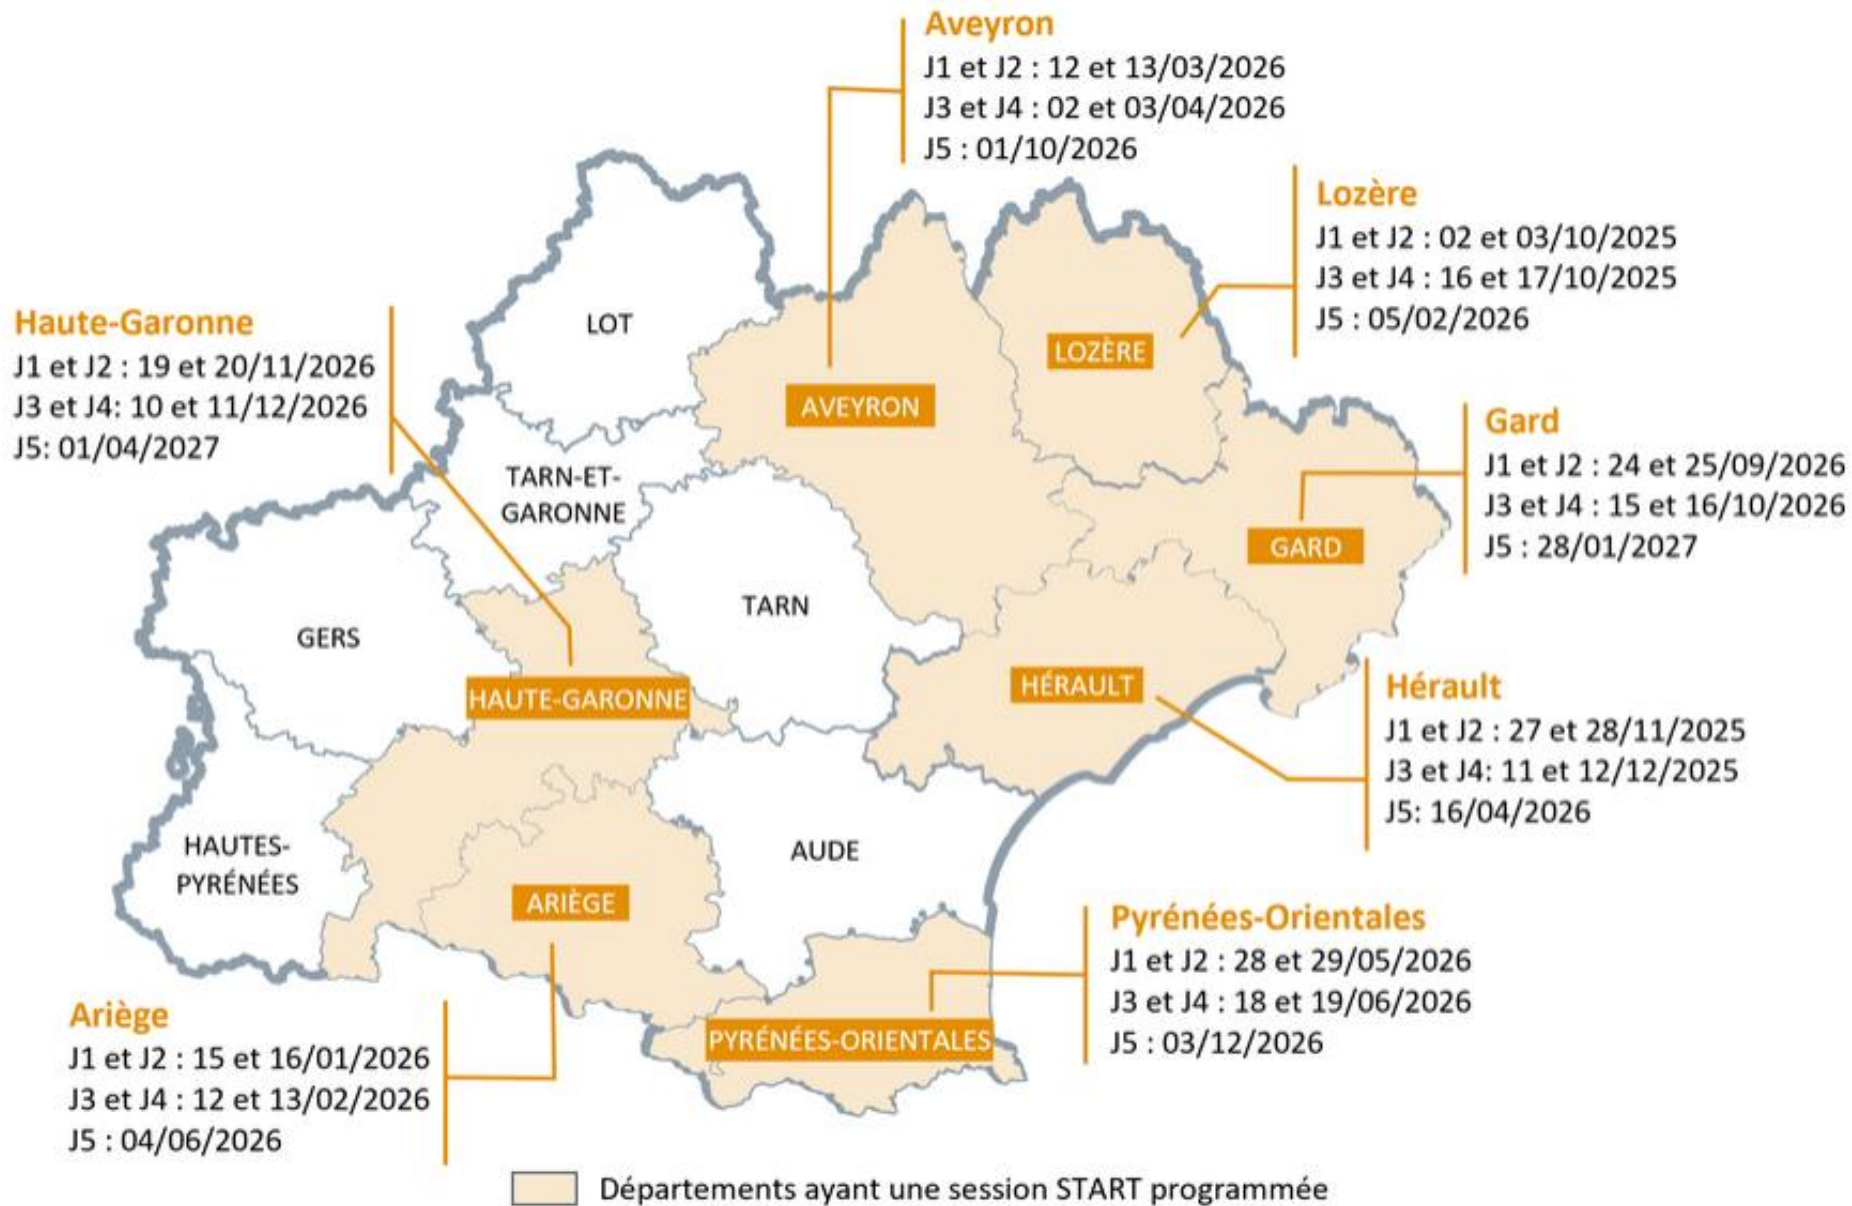 Aveyron
J1 et J2 : 12 et 13/03/2026
J3 et J4 : 02 et 03/04/2026
J5 : 01/10/2026
Lozère
J1 et J2 : 02 et 03/10/2025
J3 et J4 : 16 et 17/10/2025
J5 : 05/02/2026
Haute-Garonne
J1 et J2 : 19 et 20/11/2026
J3 et J4: 10 et 11/12/2026
J5: 01/04/2027
Gard
J1 et J2 : 24 et 25/09/2026
J3 et J4 : 15 et 16/10/2026
J5 : 28/01/2027
LOT
LOZÈRE
AVEYRON
TARN-ET-
GARONNE
GARD
TARN
GERS
HAUTE-GARONNE
HÉRAULT
Hérault
J1 et J2 : 27 et 28/11/2025
J3 et J4: 11 et 12/12/2025
J5: 16/04/2026
HAUTES-
PYRÉNÉES
AUDE
ARIÈGE
Pyrénées-Orientales
J1 et J2 : 28 et 29/05/2026
J3 et J4 : 18 et 19/06/2026
J5 : 03/12/2026
PYRÉNÉES-ORIENTALES
Ariège
J1 et J2 : 15 et 16/01/2026
J3 et J4 : 12 et 13/02/2026
J5 : 04/06/2026
Départements ayant une session START programmée